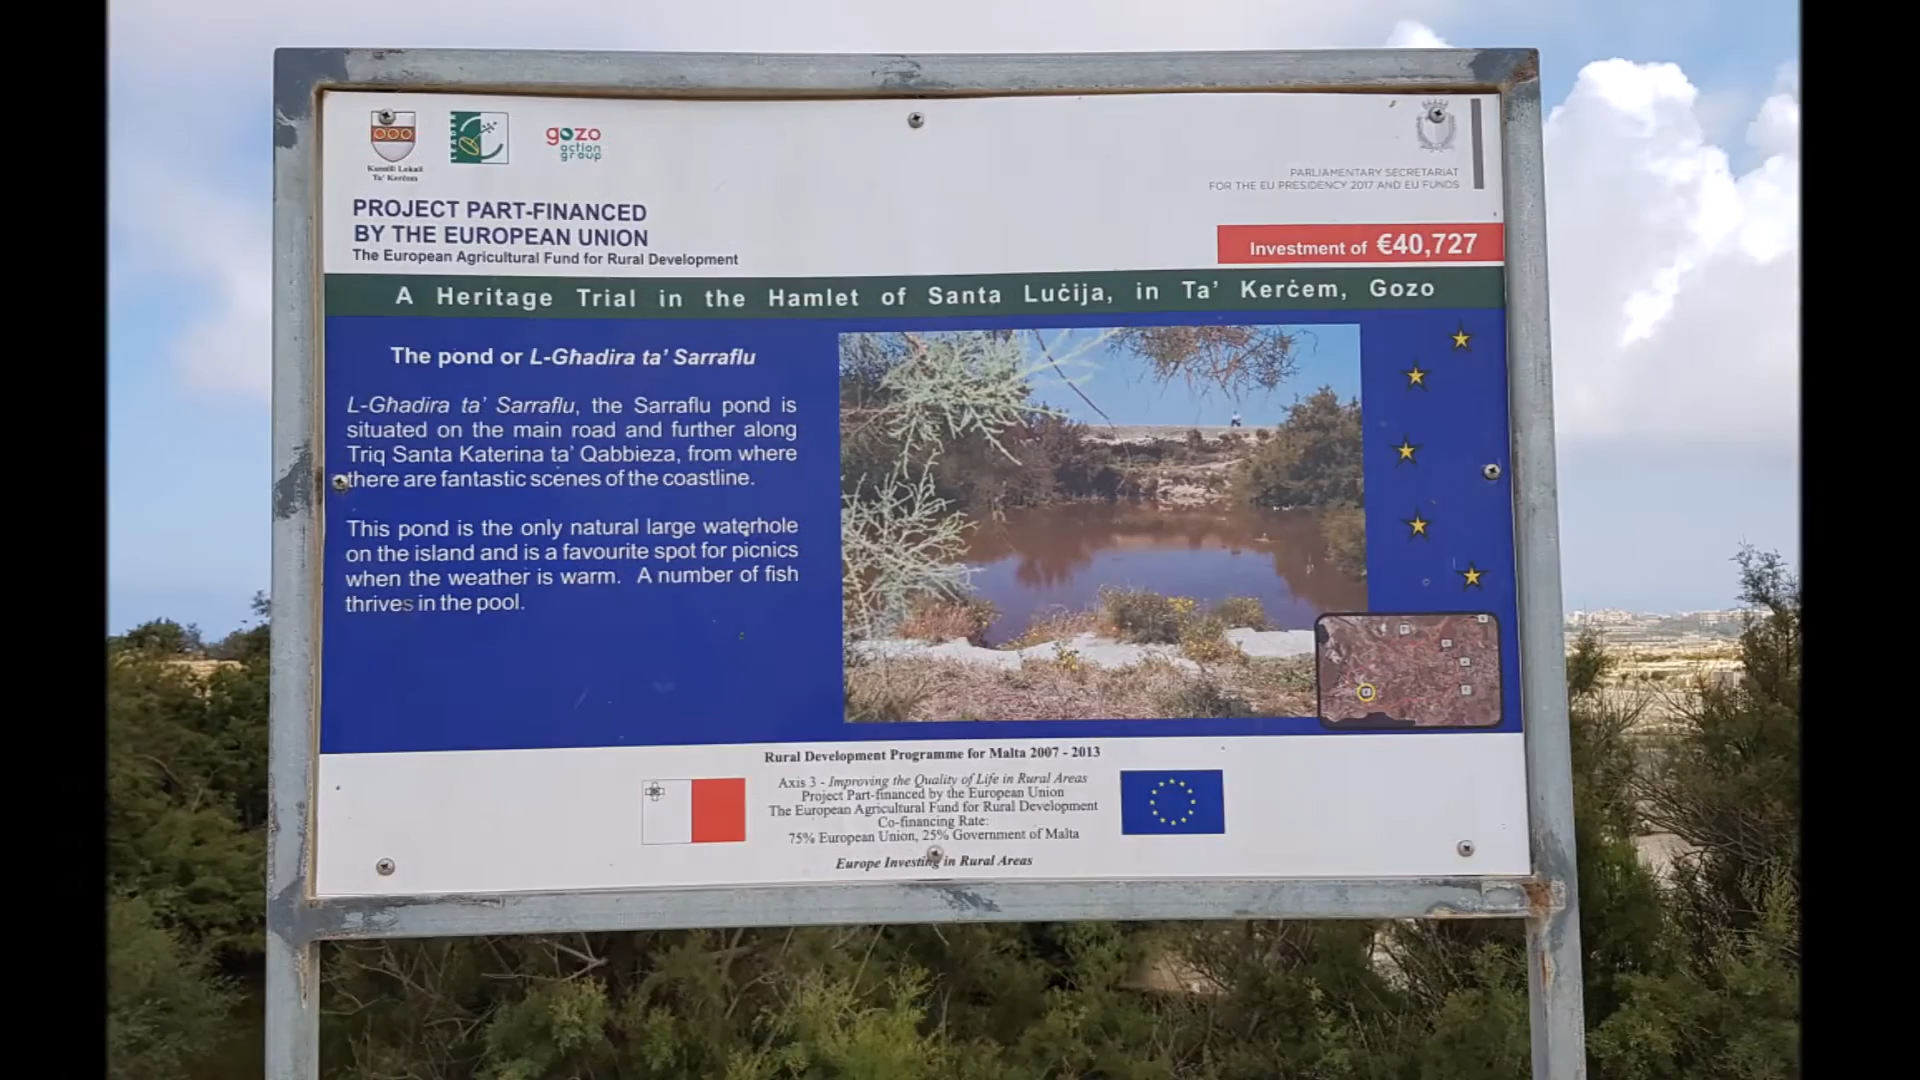 Kunsill Lokali
Ta' Kerċem
LEADER
gozo
action
group
PARLIAMENTARY SECRETARIAT
FOR THE EU PRESIDENCY 2017 AND EU FUNDS
PROJECT PART-FINANCED
BY THE EUROPEAN UNION
The European Agricultural Fund for Rural Development
Investment of €40,727
A Heritage Trial in the Hamlet of Santa Luċija, in Ta' Kerċem, Gozo
The pond or L-Għadira ta' Sarraflu
L-Għadira ta' Sarraflu, the Sarraflu pond is
situated on the main road and further along
Triq Santa Katerina ta' Qabbieza, from where
there are fantastic scenes of the coastline.
This pond is the only natural large waterhole
on the island and is a favourite spot for picnics
when the weather is warm. A number of fish
thrives in the pool.
Rural Development Programme for Malta 2007 - 2013
Axis 3 - Improving the Quality of Life in Rural Areas
Project Part-financed by the European Union
The European Agricultural Fund for Rural Development
Co-financing Rate:
75% European Union, 25% Government of Malta
Europe Investing in Rural Areas